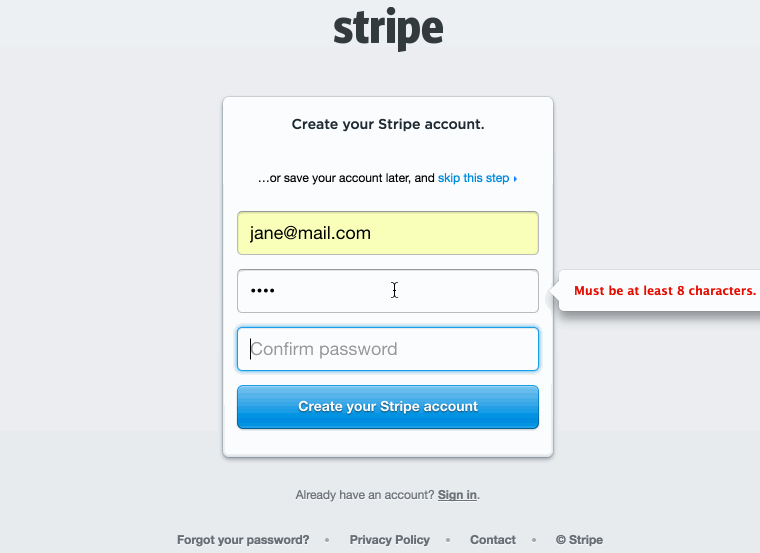 stripe
Create your Stripe account.
...or save your account later, and skip this step ▸
jane@mail.com
••••
Must be at least 8 characters.
Confirm password
Create your Stripe account
Already have an account? Sign in.
Forgot your password? • Privacy Policy • Contact • © Stripe